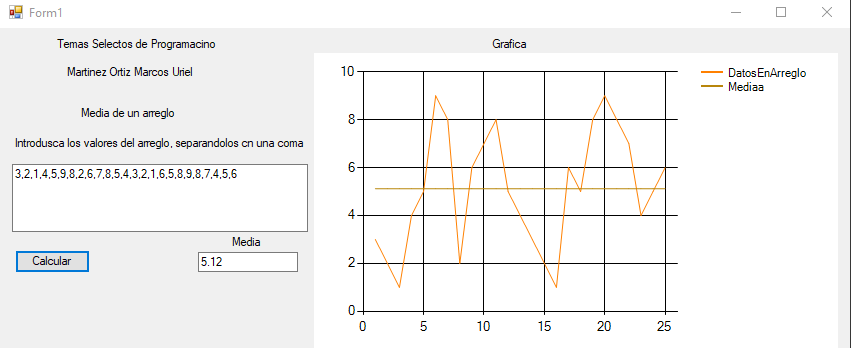 Form1
Temas Selectos de Programacino
Martinez Ortiz Marcos Uriel
Media de un arreglo
Introdusca los valores del arreglo, separandolos cn una coma
3,2,1,4,5,9,8,2,6,7,8,5,4,3,2,1,6,5,8,9,8,7,4,5,6
Media
Calcular
5.12
Grafica
10
8
6
4
2
0
0 5 10 15 20 25
DatosEnArreglo
Mediaa